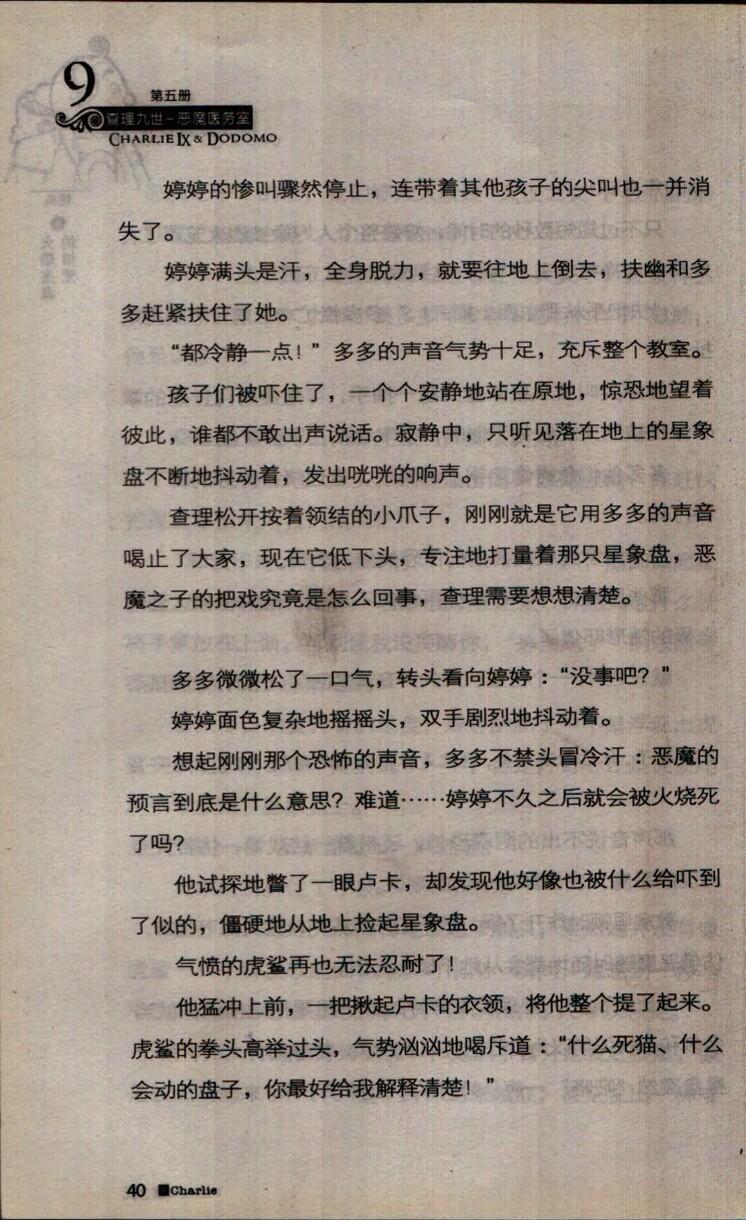 9
第五册
查理九世-恶魔医务室
CHARLIE IX & DODOMO
婷婷的惨叫骤然停止，连带着其他孩子的尖叫也一并消
失了。
婷婷满头是汗，全身脱力，就要往地上倒去，扶幽和多
多赶紧扶住了她。
“都冷静一点！”多多的声音气势十足，充斥整个教室。
孩子们被吓住了，一个个安静地站在原地，惊恐地望着
彼此，谁都不敢出声说话。寂静中，只听见落在地上的星象
盘不断地抖动着，发出咣咣的响声。
查理松开按着领结的小爪子，刚刚就是它用多多的声音
喝止了大家，现在它低下头，专注地打量着那只星象盘，恶
魔之子的把戏究竟是怎么回事，查理需要想想清楚。
多多微微松了一口气，转头看向婷婷：“没事吧？”
婷婷面色复杂地摇摇头，双手剧烈地抖动着。
想起刚刚那个恐怖的声音，多多不禁头冒冷汗：恶魔的
预言到底是什么意思？难道……婷婷不久之后就会被火烧死
了吗？
他试探地瞥了一眼卢卡，却发现他好像也被什么给吓到
了似的，僵硬地从地上捡起星象盘。
气愤的虎鲨再也无法忍耐了！
他猛冲上前，一把揪起卢卡的衣领，将他整个提了起来。
虎鲨的拳头高举过头，气势汹汹地喝斥道：“什么死猫、什么
会动的盘子，你最好给我解释清楚！”
40 ■Charlie